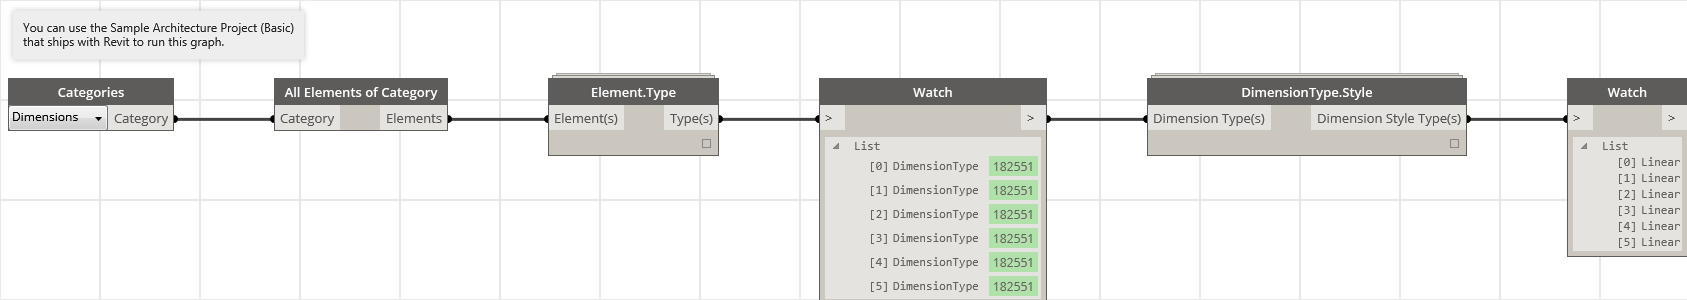 You can use the Sample Architecture Project (Basic)
that ships with Revit to run this graph.
Categories
Dimensions Category
All Elements of Category
Category Elements
Element.Type
Element(s) Type(s)
Watch
> >
List
[0] DimensionType 182551
[1] DimensionType 182551
[2] DimensionType 182551
[3] DimensionType 182551
[4] DimensionType 182551
[5] DimensionType 182551
DimensionType.Style
Dimension Type(s) Dimension Style Type(s)
Watch
> >
List
[0] Linear
[1] Linear
[2] Linear
[3] Linear
[4] Linear
[5] Linear